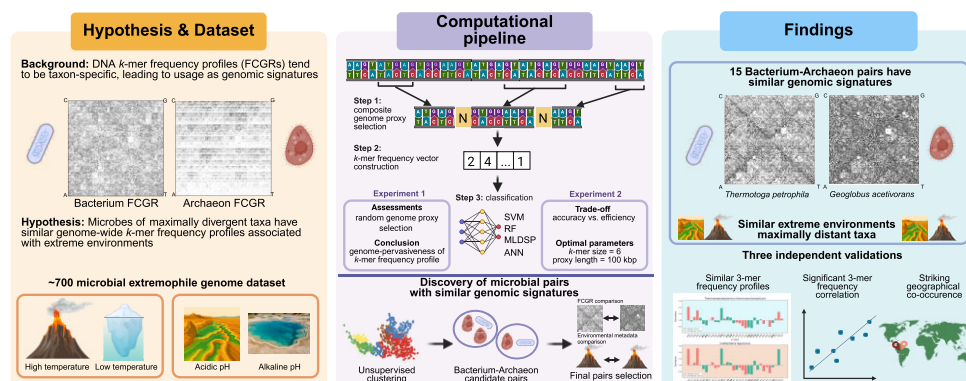 Hypothesis & Dataset
Background: DNA k-mer frequency profiles (FCGRs) tend
to be taxon-specific, leading to usage as genomic signatures
C
G
C
G
A
T
A
T
Bacterium FCGR
Archaeon FCGR
Hypothesis: Microbes of maximally divergent taxa have
similar genome-wide k-mer frequency profiles associated
with extreme environments
~700 microbial extremophile genome dataset
High temperature
Low temperature
Acidic pH
Alkaline pH
Computational
pipeline
Step 1:
composite
genome proxy
selection
N
N
Step 2:
k-mer frequency vector
construction
2 4 ... 1
Experiment 1
Assessments
random genome proxy
selection
Conclusion
genome-pervasiveness of
k-mer frequency profile
Step 3: classification
SVM
RF
MLDSP
ANN
Experiment 2
Trade-off
accuracy vs. efficiency
Optimal parameters
k-mer size = 6
proxy length = 100 kbp
Discovery of microbial pairs
with similar genomic signatures
Unsupervised
clustering
Bacterium-Archaeon
candidate pairs
FCGR comparison
Environmental metadata
comparison
Final pairs selection
Findings
15 Bacterium-Archaeon pairs have
similar genomic signatures
C
G
C
G
A
T
A
T
Thermotoga petrophila
Geoglobus acetivorans
Similar extreme environments
maximally distant taxa
Three independent validations
Similar 3-mer
frequency profiles
Significant 3-mer
frequency
correlation
Striking
geographical
co-occurence